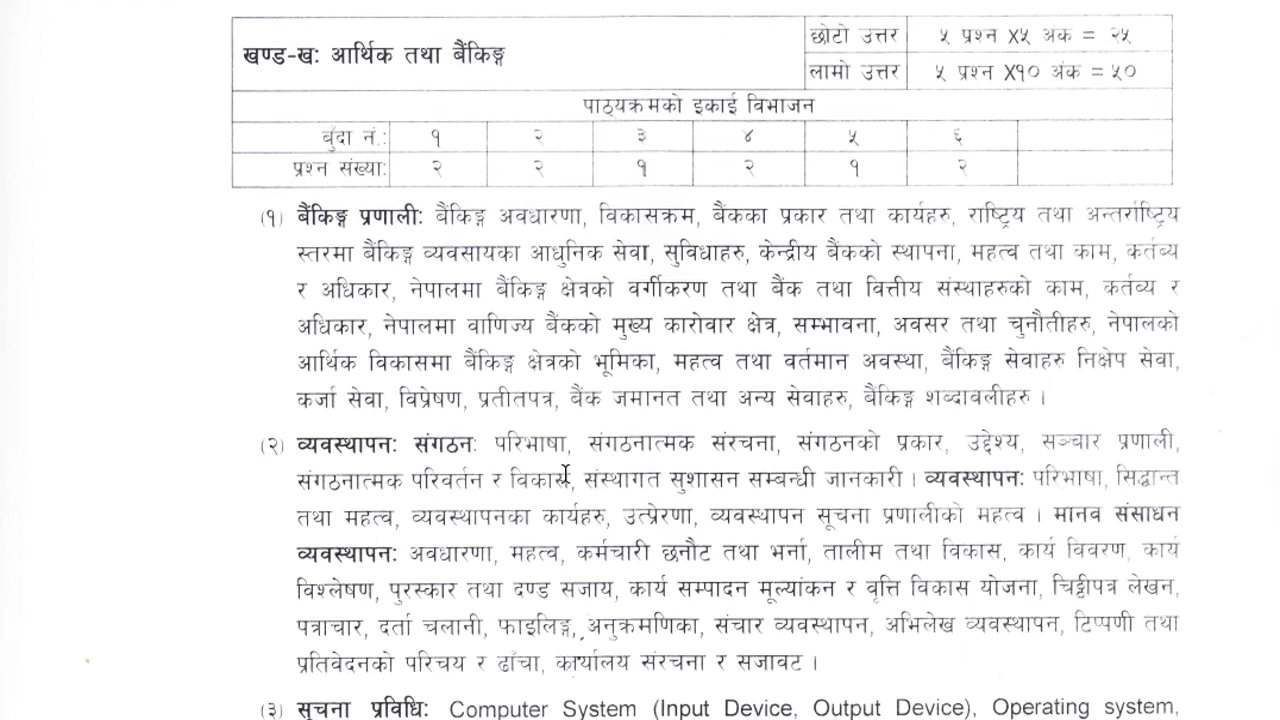 खण्ड-ख: आर्थिक तथा बैंकिङ्ग
छोटो उत्तर ५ प्रश्न X५ अंक = २५
लामो उत्तर ५ प्रश्न X१० अंक = ५०
पाठ्यक्रमको इकाई विभाजन
बुँदा नं.: १ २ ३ ४ ५ ६
प्रश्न संख्या: २ २ १ २ १ २
(१) बैंकिङ्ग प्रणाली: बैंकिङ्ग अवधारणा, विकासक्रम, बैंकका प्रकार तथा कार्यहरु, राष्ट्रिय तथा अन्तर्राष्ट्रिय
स्तरमा बैंकिङ्ग व्यवसायका आधुनिक सेवा, सुविधाहरु, केन्द्रीय बैंकको स्थापना, महत्व तथा काम, कर्तव्य
र अधिकार, नेपालमा बैंकिङ्ग क्षेत्रको वर्गीकरण तथा बैंक तथा वित्तीय संस्थाहरुको काम, कर्तव्य र
अधिकार, नेपालमा वाणिज्य बैंकको मुख्य कारोवार क्षेत्र, सम्भावना, अवसर तथा चुनौतीहरु, नेपालको
आर्थिक विकासमा बैंकिङ्ग क्षेत्रको भूमिका, महत्व तथा वर्तमान अवस्था, बैंकिङ्ग सेवाहरु निक्षेप सेवा,
कर्जा सेवा, विप्रेषण, प्रतीतपत्र, बैंक जमानत तथा अन्य सेवाहरु, बैंकिङ्ग शब्दावलीहरु ।
(२) व्यवस्थापन: संगठन: परिभाषा, संगठनात्मक संरचना, संगठनको प्रकार, उद्देश्य, सञ्चार प्रणाली,
संगठनात्मक परिवर्तन र विकास, संस्थागत सुशासन सम्बन्धी जानकारी । व्यवस्थापन: परिभाषा, सिद्धान्त
तथा महत्व, व्यवस्थापनका कार्यहरु, उत्प्रेरणा, व्यवस्थापन सूचना प्रणालीको महत्व । मानव संसाधन
व्यवस्थापन: अवधारणा, महत्व, कर्मचारी छनौट तथा भर्ना, तालीम तथा विकास, कार्य विवरण, कार्य
विश्लेषण, पुरस्कार तथा दण्ड सजाय, कार्य सम्पादन मूल्यांकन र वृत्ति विकास योजना, चिठ्ठीपत्र लेखन,
पत्राचार, दर्ता चलानी, फाइलिङ्ग, अनुक्रमणिका, संचार व्यवस्थापन, अभिलेख व्यवस्थापन, टिप्पणी तथा
प्रतिवेदनको परिचय र ढाँचा, कार्यालय संरचना र सजावट ।
(३) सूचना प्रविधि: Computer System (Input Device, Output Device), Operating system,